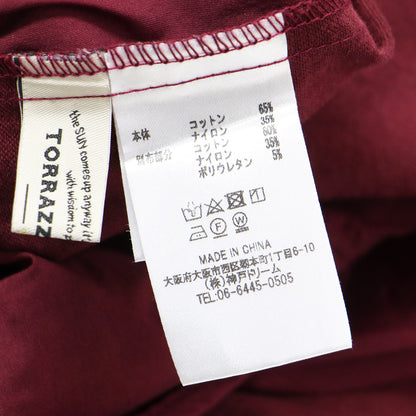 本体 コットン 65%
ナイロン 35%
別布部分 コットン 60%
ナイロン 35%
ポリウレタン 5%
MADE IN CHINA
大阪府大阪市西区靱本町1丁目6-10
(株)神戸ドリーム
TEL:06-6445-0505
the SUN comes up anyway
TORRAZZ
with wisdom to